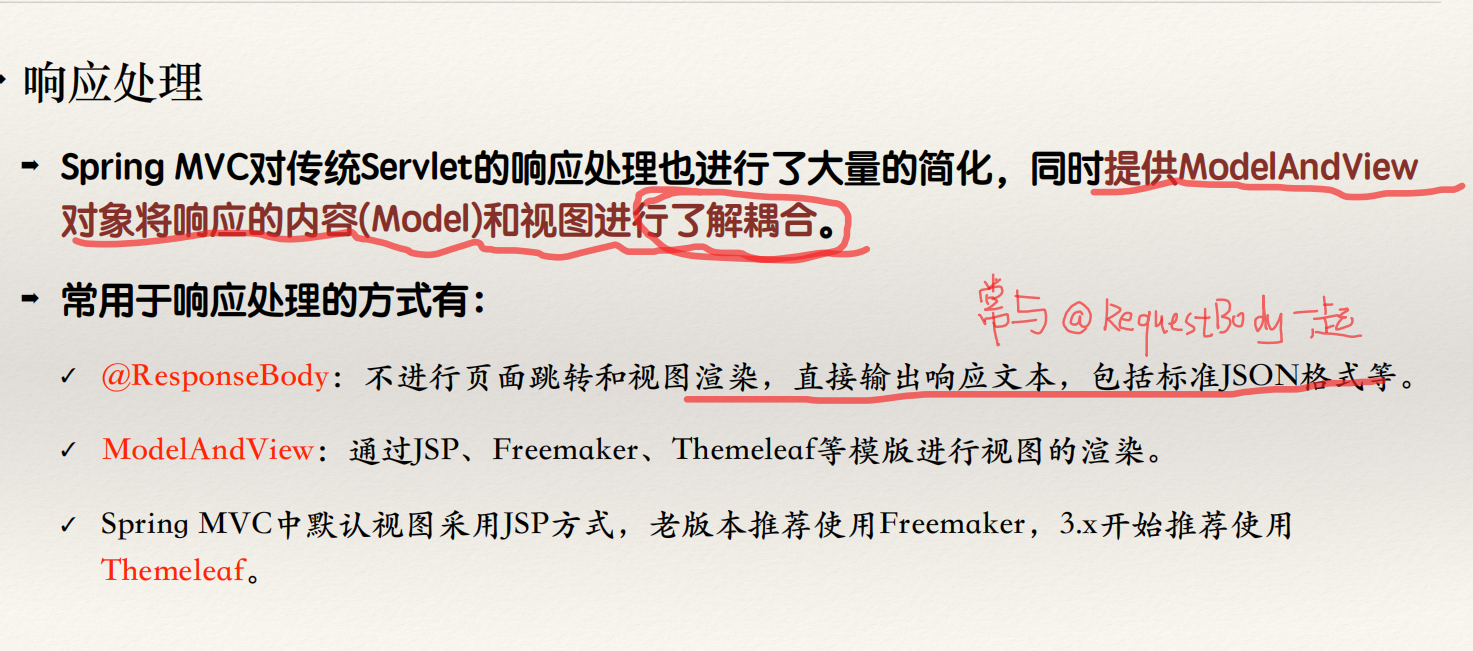 响应处理
Spring MVC对传统Servlet的响应处理也进行了大量的简化，同时提供ModelAndView
对象将响应的内容(Model)和视图进行了解耦合。
常用于响应处理的方式有：
常与@RequestBody一起
✓ @ResponseBody：不进行页面跳转和视图渲染，直接输出响应文本，包括标准JSON格式等。
✓ ModelAndView：通过JSP、Freemaker、Themeleaf等模版进行视图的渲染。
✓ Spring MVC中默认视图采用JSP方式，老版本推荐使用Freemaker，3.x开始推荐使用
Themeleaf。